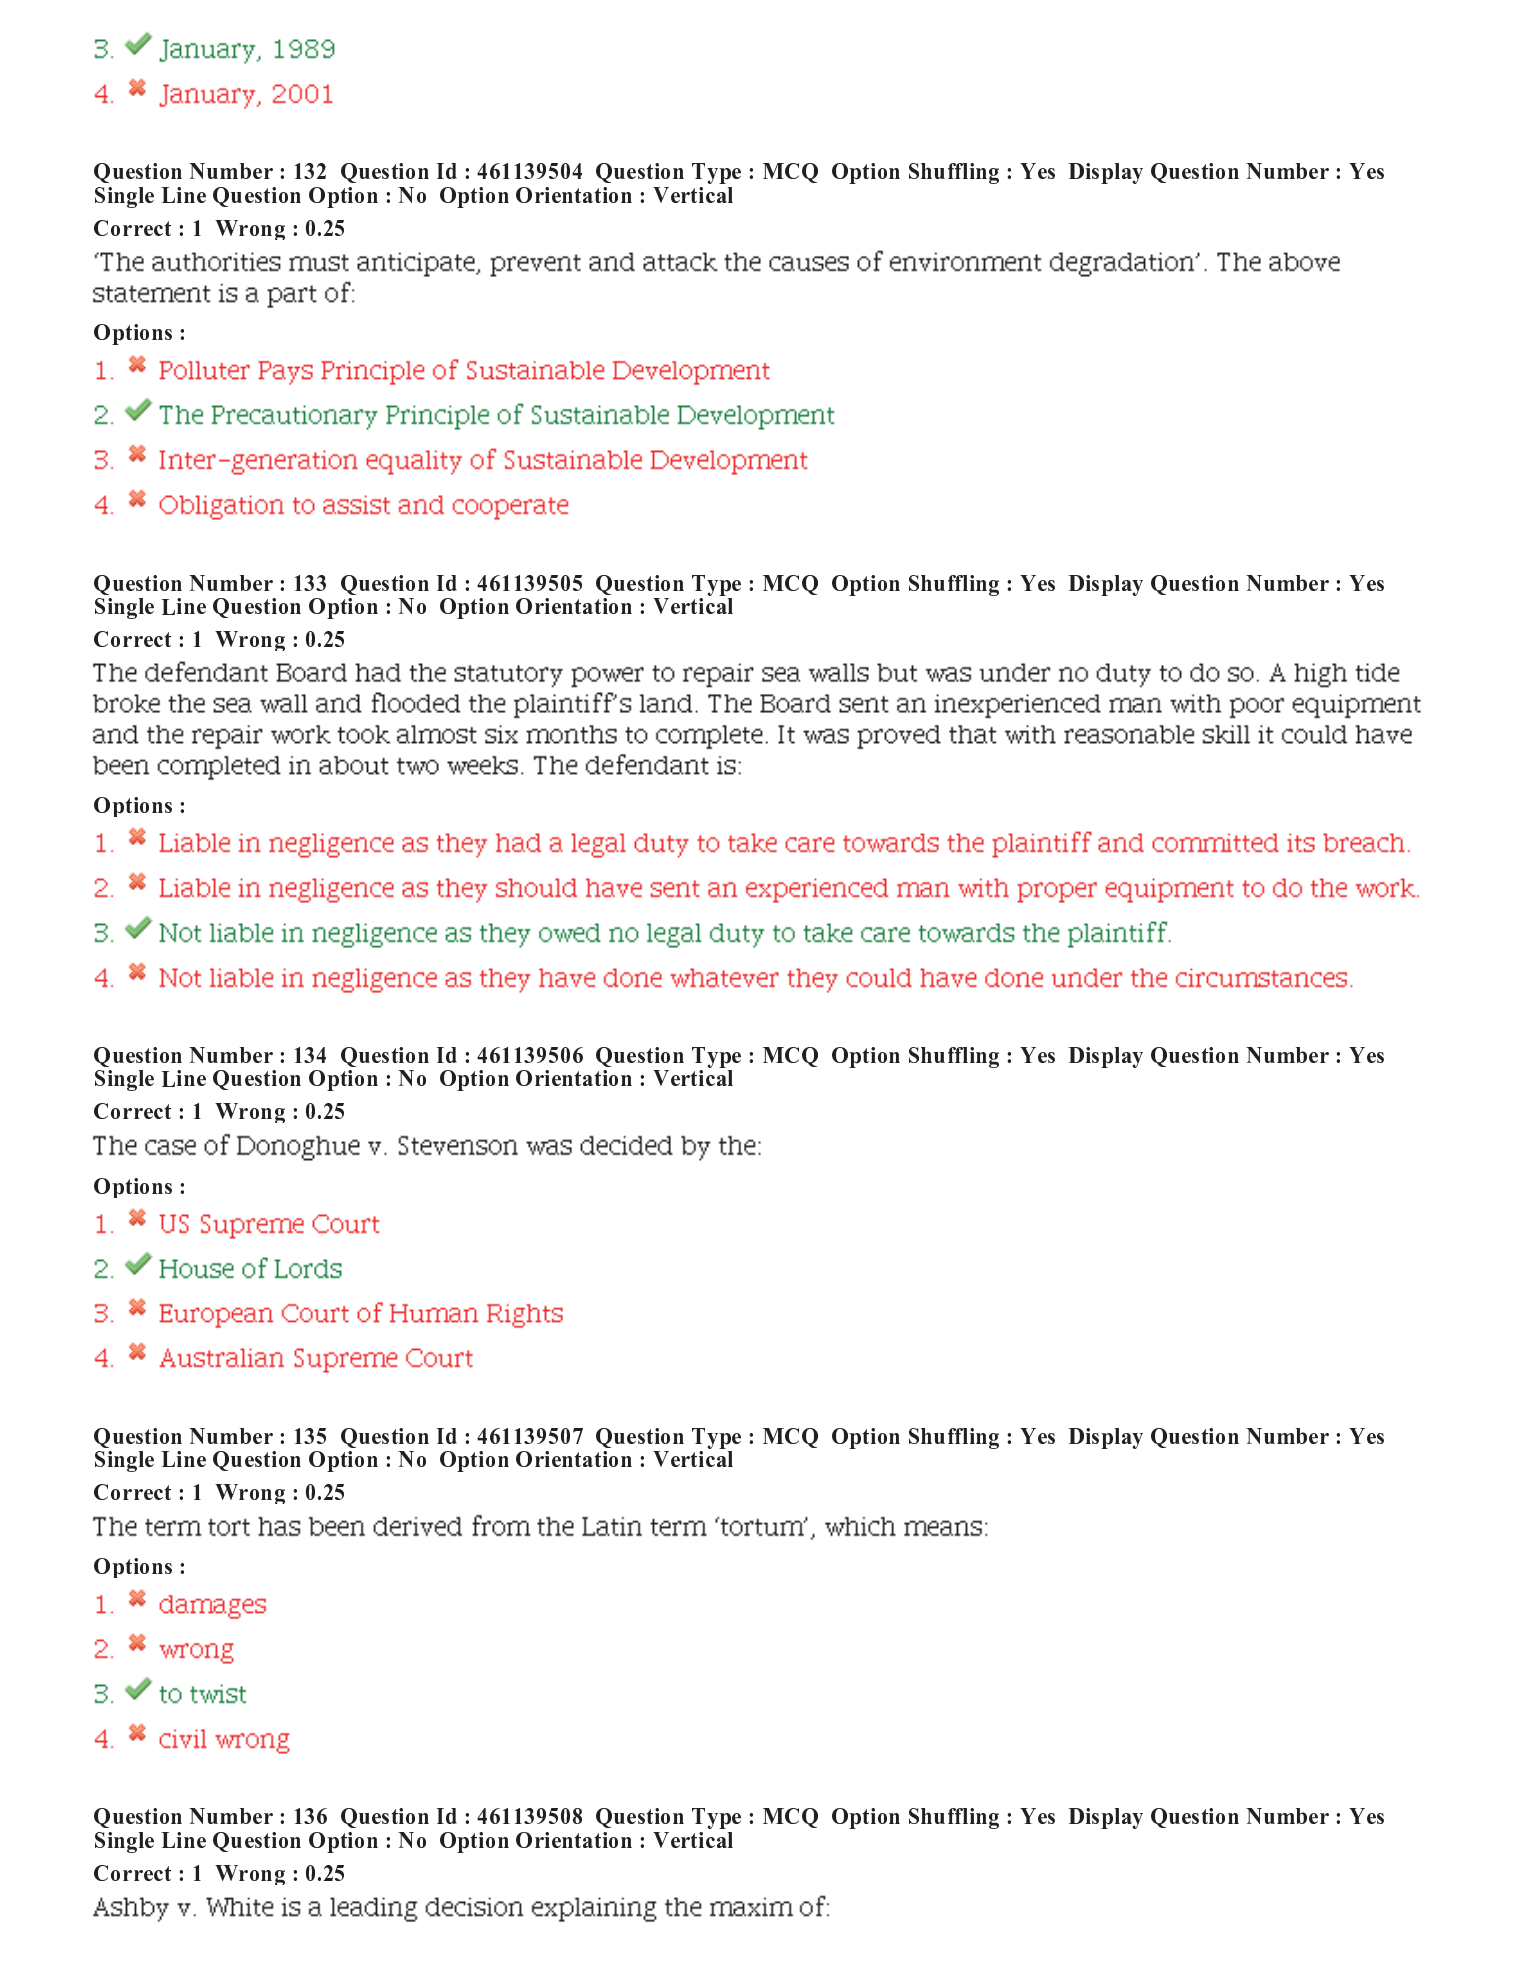 3. January, 1989
4. January, 2001
Question Number : 132 Question Id : 461139504 Question Type : MCQ Option Shuffling : Yes Display Question Number : Yes
Single Line Question Option : No Option Orientation : Vertical
Correct : 1 Wrong : 0.25
‘The authorities must anticipate, prevent and attack the causes of environment degradation’. The above
statement is a part of:
Options :
1. Polluter Pays Principle of Sustainable Development
2. The Precautionary Principle of Sustainable Development
3. Inter-generation equality of Sustainable Development
4. Obligation to assist and cooperate
Question Number : 133 Question Id : 461139505 Question Type : MCQ Option Shuffling : Yes Display Question Number : Yes
Single Line Question Option : No Option Orientation : Vertical
Correct : 1 Wrong : 0.25
The defendant Board had the statutory power to repair sea walls but was under no duty to do so. A high tide
broke the sea wall and flooded the plaintiff’s land. The Board sent an inexperienced man with poor equipment
and the repair work took almost six months to complete. It was proved that with reasonable skill it could have
been completed in about two weeks. The defendant is:
Options :
1. Liable in negligence as they had a legal duty to take care towards the plaintiff and committed its breach.
2. Liable in negligence as they should have sent an experienced man with proper equipment to do the work.
3. Not liable in negligence as they owed no legal duty to take care towards the plaintiff.
4. Not liable in negligence as they have done whatever they could have done under the circumstances.
Question Number : 134 Question Id : 461139506 Question Type : MCQ Option Shuffling : Yes Display Question Number : Yes
Single Line Question Option : No Option Orientation : Vertical
Correct : 1 Wrong : 0.25
The case of Donoghue v. Stevenson was decided by the:
Options :
1. US Supreme Court
2. House of Lords
3. European Court of Human Rights
4. Australian Supreme Court
Question Number : 135 Question Id : 461139507 Question Type : MCQ Option Shuffling : Yes Display Question Number : Yes
Single Line Question Option : No Option Orientation : Vertical
Correct : 1 Wrong : 0.25
The term tort has been derived from the Latin term ‘tortum’, which means:
Options :
1. damages
2. wrong
3. to twist
4. civil wrong
Question Number : 136 Question Id : 461139508 Question Type : MCQ Option Shuffling : Yes Display Question Number : Yes
Single Line Question Option : No Option Orientation : Vertical
Correct : 1 Wrong : 0.25
Ashby v. White is a leading decision explaining the maxim of: